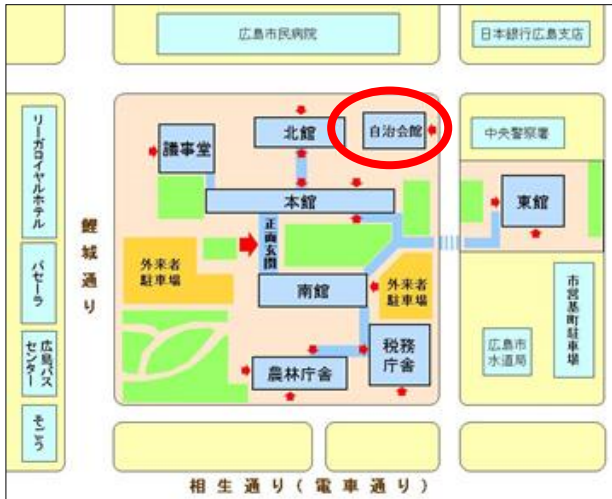 広島市民病院
日本銀行広島支店
リーガロイヤルホテル
北館
自治会館
中央警察署
議事堂
本館
東館
鯉城通り
正面玄関
パセーラ
外来者
駐車場
南館
外来者
駐車場
市営基町駐車場
広島バス
センター
農林庁舎
税務
庁舎
広島市
水道局
そごう
相生通り(電車通り)